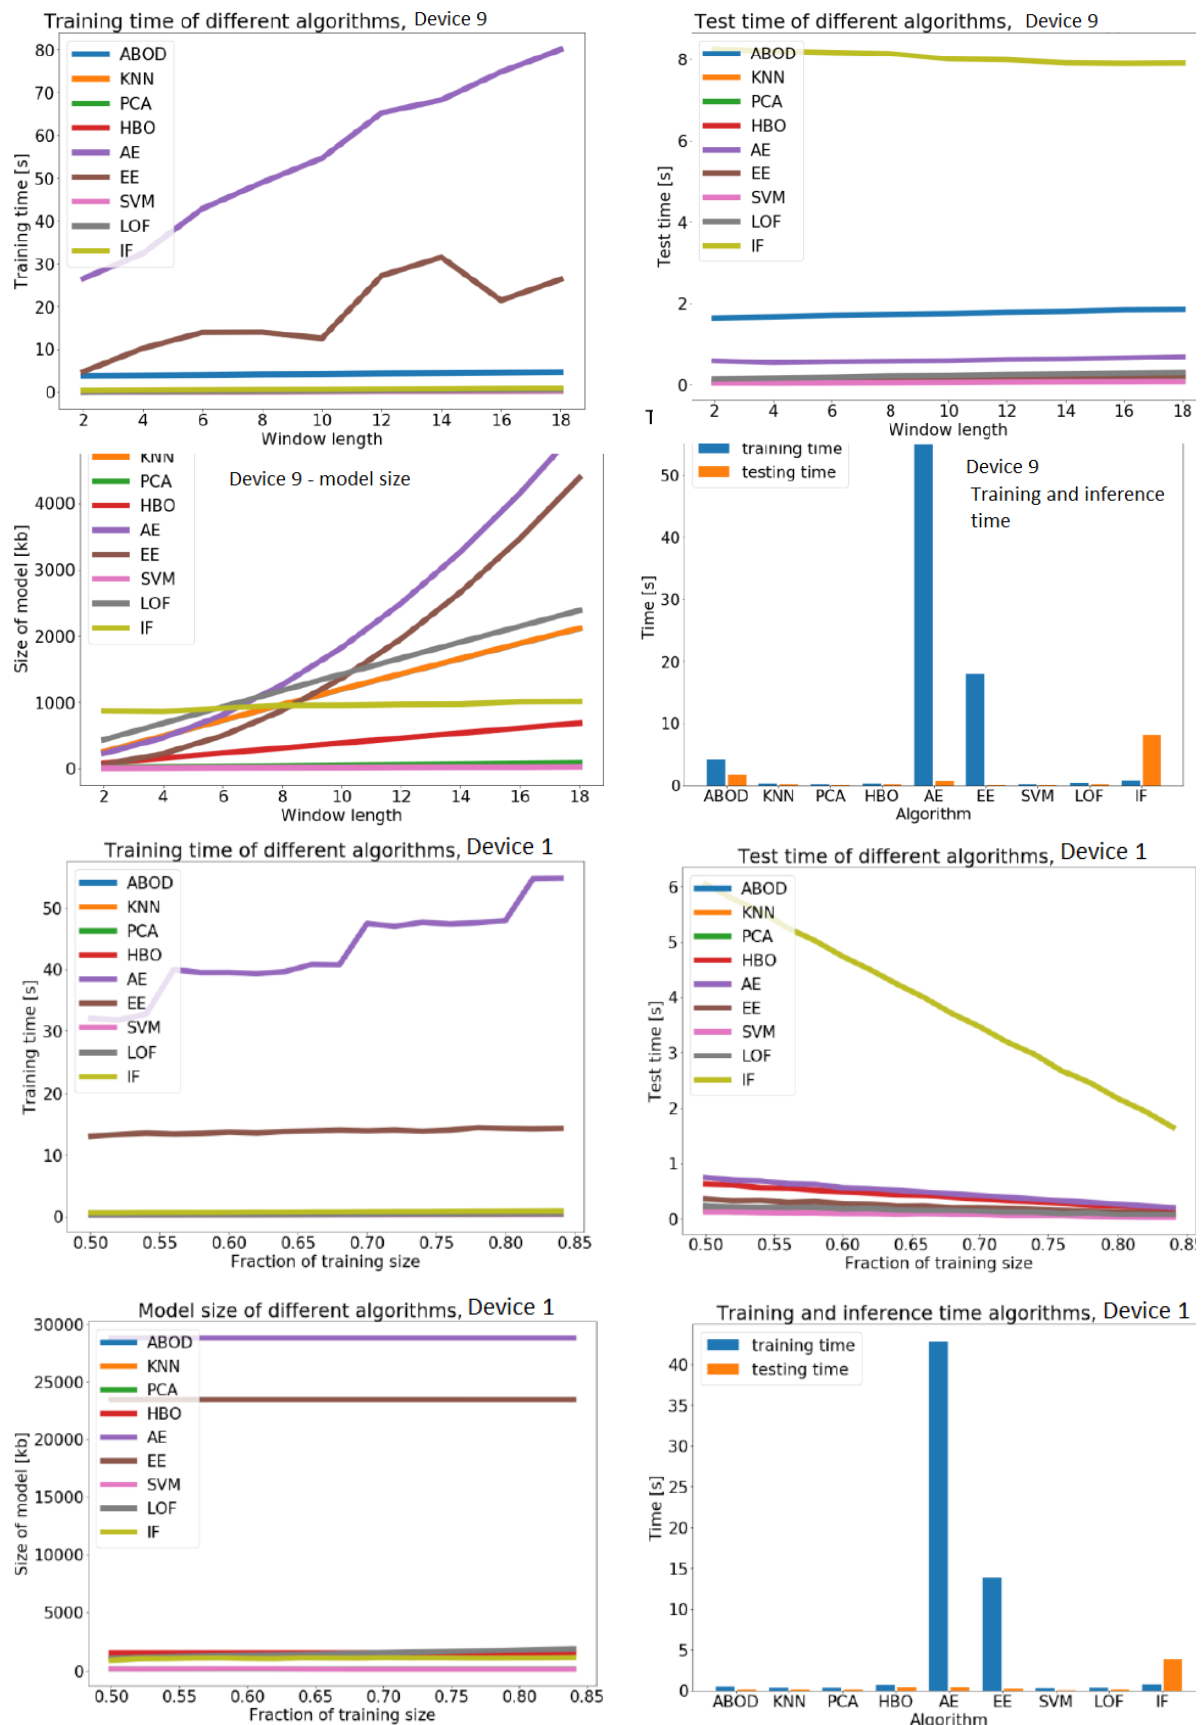 Training time of different algorithms, Device 9
Training time [s]
80
70
60
50
40
30
20
10
0
ABOD
KNN
PCA
HBO
AE
EE
SVM
LOF
IF
2 4 6 8 10 12 14 16 18
Window length
Test time of different algorithms, Device 9
Test time [s]
8
6
4
2
0
ABOD
KNN
PCA
HBO
AE
EE
SVM
LOF
IF
2 4 6 8 10 12 14 16 18
Window length
Device 9 - model size
Size of model [kb]
4000
3000
2000
1000
0
KNN
PCA
HBO
AE
EE
SVM
LOF
IF
2 4 6 8 10 12 14 16 18
Window length
T
training time
testing time
Device 9
Training and inference
time
Time [s]
50
40
30
20
10
0
ABOD KNN PCA HBO AE EE SVM LOF IF
Algorithm
Training time of different algorithms, Device 1
Training time [s]
50
40
30
20
10
0
ABOD
KNN
PCA
HBO
AE
EE
SVM
LOF
IF
0.50 0.55 0.60 0.65 0.70 0.75 0.80 0.85
Fraction of training size
Test time of different algorithms, Device 1
Test time [s]
6
5
4
3
2
1
0
ABOD
KNN
PCA
HBO
AE
EE
SVM
LOF
IF
0.50 0.55 0.60 0.65 0.70 0.75 0.80 0.85
Fraction of training size
Model size of different algorithms, Device 1
Size of model [kb]
30000
25000
20000
15000
10000
5000
0
ABOD
KNN
PCA
HBO
AE
EE
SVM
LOF
IF
0.50 0.55 0.60 0.65 0.70 0.75 0.80 0.85
Fraction of training size
Training and inference time algorithms, Device 1
Time [s]
40
35
30
25
20
15
10
5
0
training time
testing time
ABOD KNN PCA HBO AE EE SVM LOF IF
Algorithm